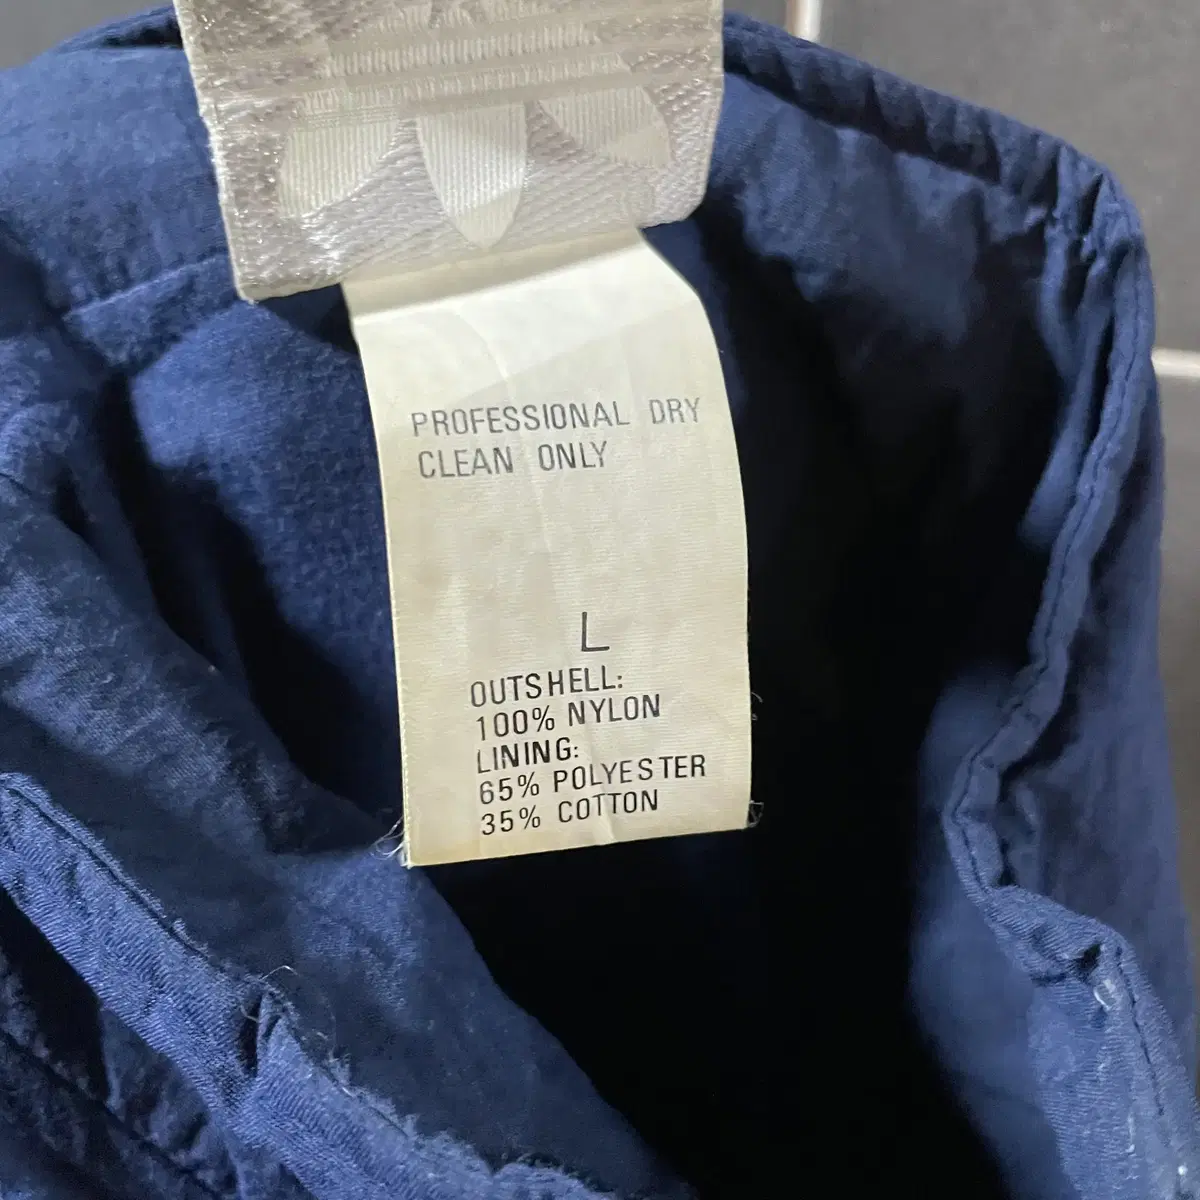 PROFESSIONAL DRY
CLEAN ONLY
L
OUTSHELL:
100% NYLON
LINING:
65% POLYESTER
35% COTTON